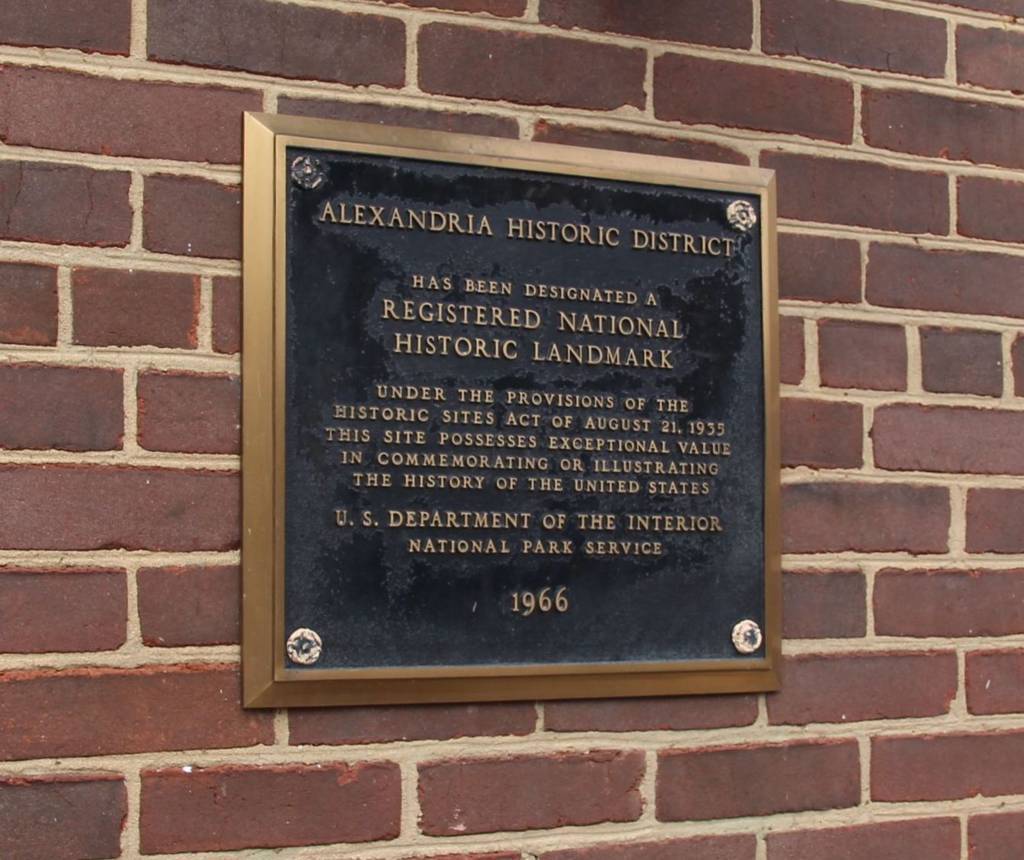 ALEXANDRIA HISTORIC DISTRICT
HAS BEEN DESIGNATED A
REGISTERED NATIONAL
HISTORIC LANDMARK
UNDER THE PROVISIONS OF THE
HISTORIC SITES ACT OF AUGUST 21, 1935
THIS SITE POSSESSES EXCEPTIONAL VALUE
IN COMMEMORATING OR ILLUSTRATING
THE HISTORY OF THE UNITED STATES
U. S. DEPARTMENT OF THE INTERIOR
NATIONAL PARK SERVICE
1966